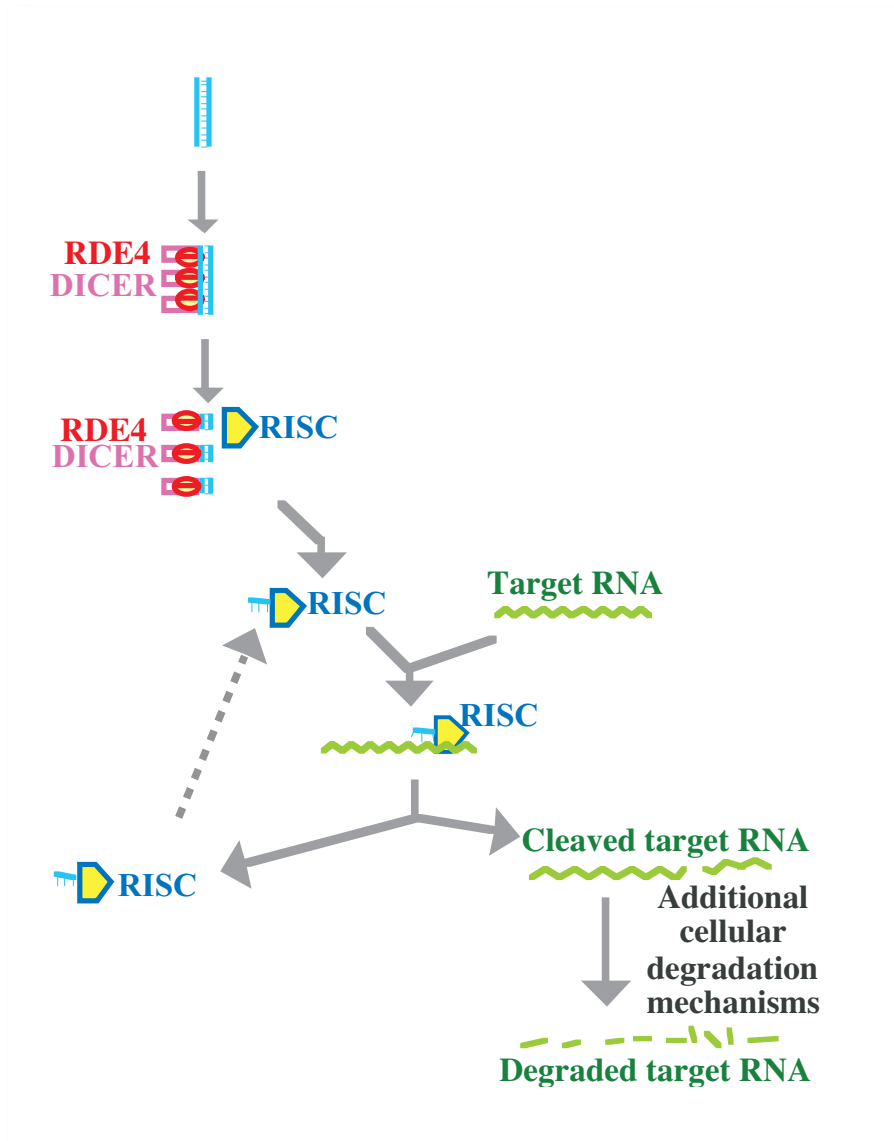 RDE4
DICER
RDE4
DICER
RISC
RISC
Target RNA
RISC
RISC
Cleaved target RNA
Additional
cellular
degradation
mechanisms
Degraded target RNA